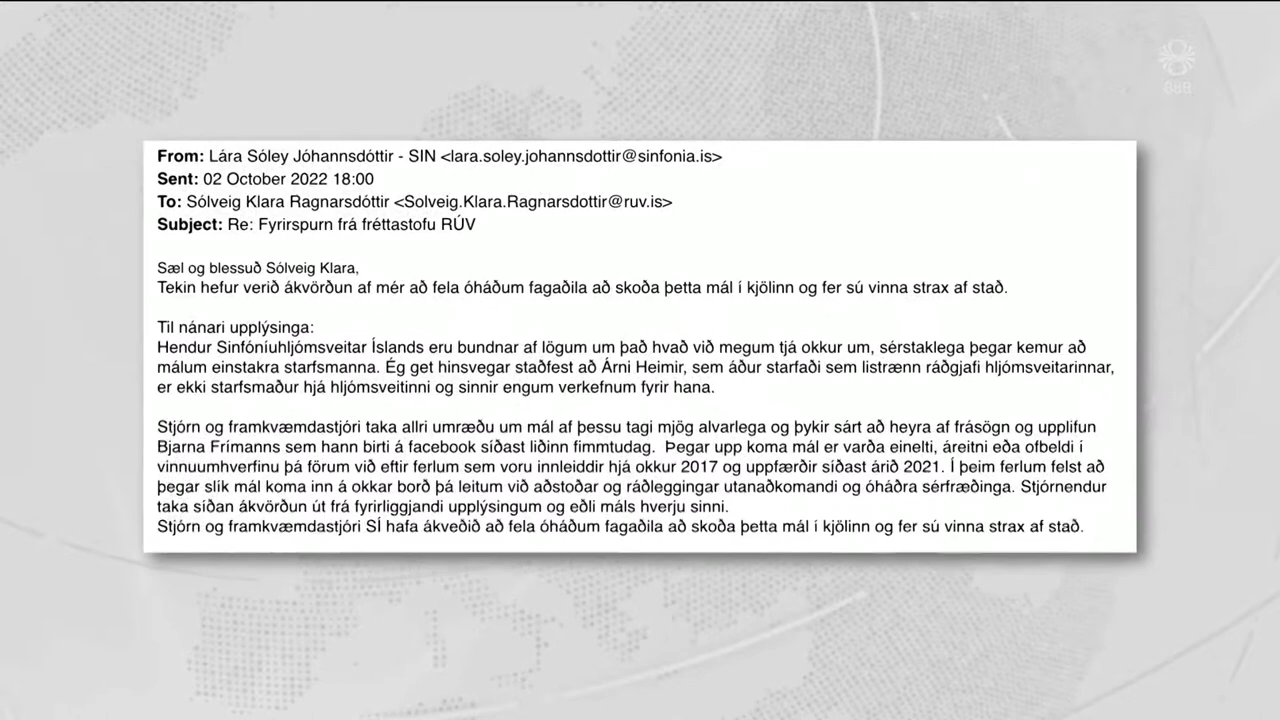 888
From: Lára Sóley Jóhannsdóttir - SIN <lara.soley.johannsdottir@sinfonia.is>
Sent: 02 October 2022 18:00
To: Sólveig Klara Ragnarsdóttir <Solveig.Klara.Ragnarsdottir@ruv.is>
Subject: Re: Fyrirspurn frá fréttastofu RÚV
Sæl og blessuð Sólveig Klara,
Tekin hefur verið ákvörðun af mér að fela óháðum fagaðila að skoða þetta mál í kjölinn og fer sú vinna strax af stað.
Til nánari upplýsinga:
Hendur Sinfóníuhljómsveitar Íslands eru bundnar af lögum um það hvað við megum tjá okkur um, sérstaklega þegar kemur að
málum einstakra starfsmanna. Ég get hinsvegar staðfest að Árni Heimir, sem áður starfaði sem listrænn ráðgjafi hljómsveitarinnar,
er ekki starfsmaður hjá hljómsveitinni og sinnir engum verkefnum fyrir hana.
Stjórn og framkvæmdastjóri taka allri umræðu um mál af þessu tagi mjög alvarlega og þykir sárt að heyra af frásögn og upplifun
Bjarna Frímanns sem hann birti á facebook síðast liðinn fimmtudag. Þegar upp koma mál er varða einelti, áreitni eða ofbeldi í
vinnuumhverfinu þá förum við eftir ferlum sem voru innleiddir hjá okkur 2017 og uppfærðir síðast árið 2021. Í þeim ferlum felst að
þegar slík mál koma inn á okkar borð þá leitum við aðstoðar og ráðleggingar utanaðkomandi og óháðra sérfræðinga. Stjórnendur
taka síðan ákvörðun út frá fyrirliggjandi upplýsingum og eðli máls hverju sinni.
Stjórn og framkvæmdastjóri SÍ hafa ákveðið að fela óháðum fagaðila að skoða þetta mál í kjölinn og fer sú vinna strax af stað.